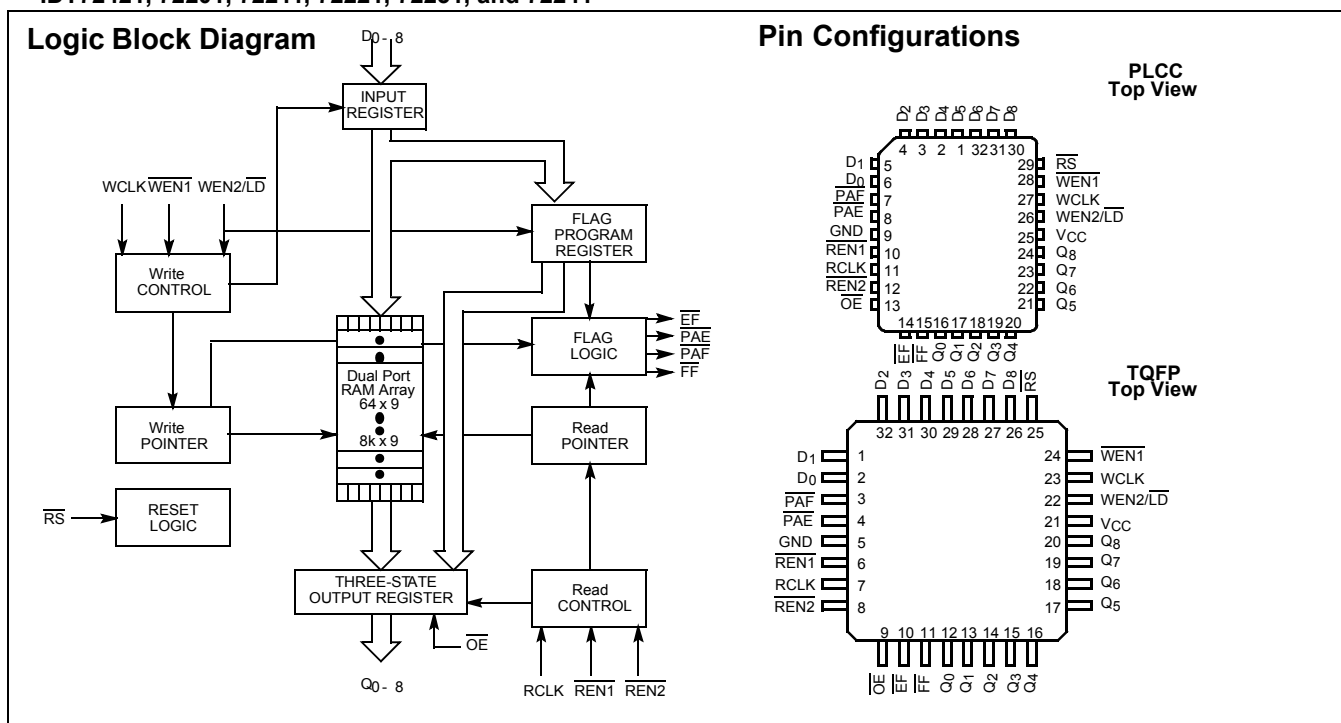 Logic Block Diagram
D0 - 8
INPUT
REGISTER
WCLK WEN1 WEN2/LD
Write
CONTROL
FLAG
PROGRAM
REGISTER
FLAG
LOGIC
EF
PAE
PAF
FF
Dual Port
RAM Array
64 x 9
8k x 9
Write
POINTER
Read
POINTER
RS
RESET
LOGIC
THREE-STATE
OUTPUT REGISTER
Read
CONTROL
OE
Q0 - 8
RCLK REN1 REN2
Pin Configurations
PLCC
Top View
D2 D3 D4 D5 D6 D7 D8
4 3 2 1 32 31 30
D1 5
D0 6
PAF 7
PAE 8
GND 9
REN1 10
RCLK 11
REN2 12
OE 13
29 RS
28 WEN1
27 WCLK
26 WEN2/LD
25 VCC
24 Q8
23 Q7
22 Q6
21 Q5
14 15 16 17 18 19 20
EF FF Q0 Q1 Q2 Q3 Q4
TQFP
Top View
D2 D3 D4 D5 D6 D7 D8 RS
32 31 30 29 28 27 26 25
D1 1
D0 2
PAF 3
PAE 4
GND 5
REN1 6
RCLK 7
REN2 8
24 WEN1
23 WCLK
22 WEN2/LD
21 VCC
20 Q8
19 Q7
18 Q6
17 Q5
9 10 11 12 13 14 15 16
OE EF FF Q0 Q1 Q2 Q3 Q4